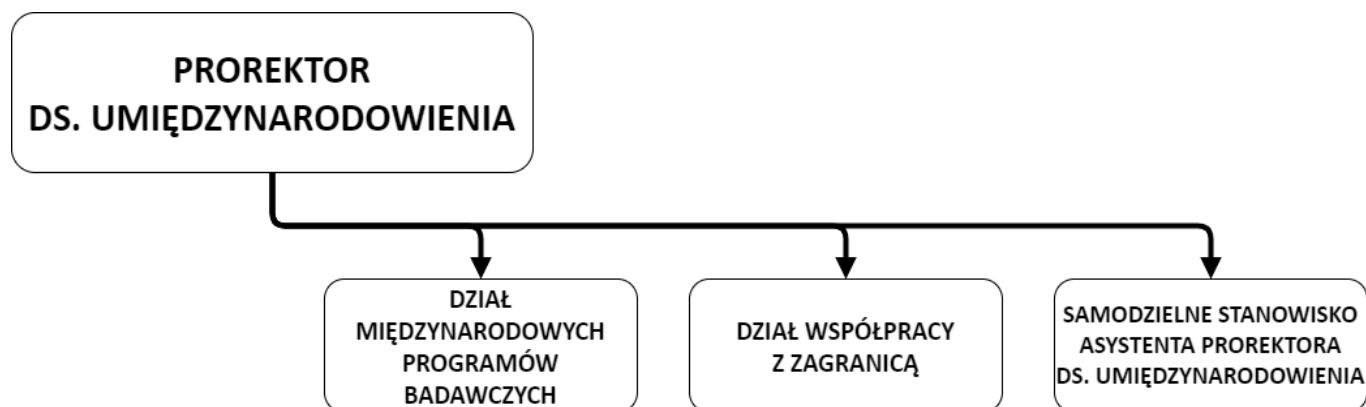 PROREKTOR
DS. UMIĘDZYNARODOWIENIA
DZIAŁ
MIĘDZYNARODOWYCH
PROGRAMÓW
BADAWCZYCH
DZIAŁ WSPÓŁPRACY
Z ZAGRANICĄ
SAMODZIELNE STANOWISKO
ASYSTENTA PROREKTORA
DS. UMIĘDZYNARODOWIENIA